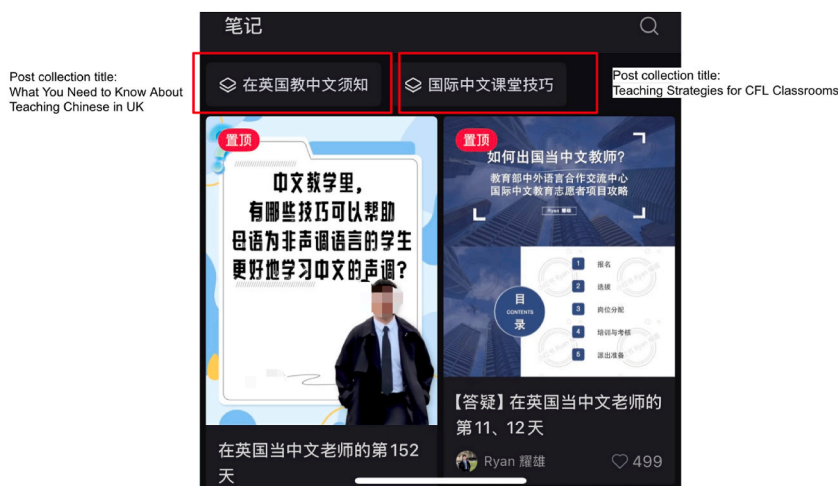 笔记
Post collection title:
What You Need to Know About
Teaching Chinese in UK
在英国教中文须知
国际中文课堂技巧
Post collection title:
Teaching Strategies for CFL Classrooms
置顶
中文教学里，
有哪些技巧可以帮助
母语为非声调语言的学生
更好地学习中文的声调？
在英国当中文老师的第152
天
置顶
如何出国当中文教师?
教育部中外语言合作交流中心
国际中文教育志愿者项目攻略
Ryan 耀雄
目
CONTENTS
录
1 报名
2 选拔
3 岗位分配
4 培训与考核
5 派出准备
【答疑】在英国当中文老师的
第11、12天
Ryan 耀雄
499